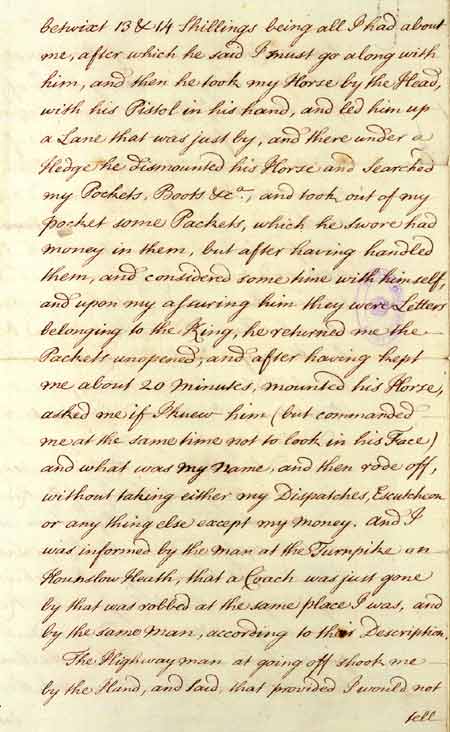 betwixt 13 & 14 Shillings being all I had about
me, after which he said I must go along with
him, and then he took my Horse by the Head,
with his Pistol in his hand, and led him up
a Lane that was just by, and there under a
Hedge he dismounted his Horse and Searched
my Pockets, Boots &ca., and took out of my
pocket some Packets, which he swore had
money in them, but after having handled
them, and considered some time with himself,
and upon my assuring him they were Letters
belonging to the King, he returned me the
Packets unopened, and after having kept
me about 20 Minutes, mounted his Horse,
asked me if I knew him (but commanded
me at the same time not to look in his Face)
and what was my Name, and then rode off,
without taking either my Dispatches, Escutcheon
or any thing else except my money. And I
was informed by the Man at the Turnpike on
Hounslow Heath, that a Coach was just gone
by that was robbed at the same place I was, and
by the same Man, according to their Description.
The Highwayman at going off shook me
by the Hand, and said, that provided I would not
tell